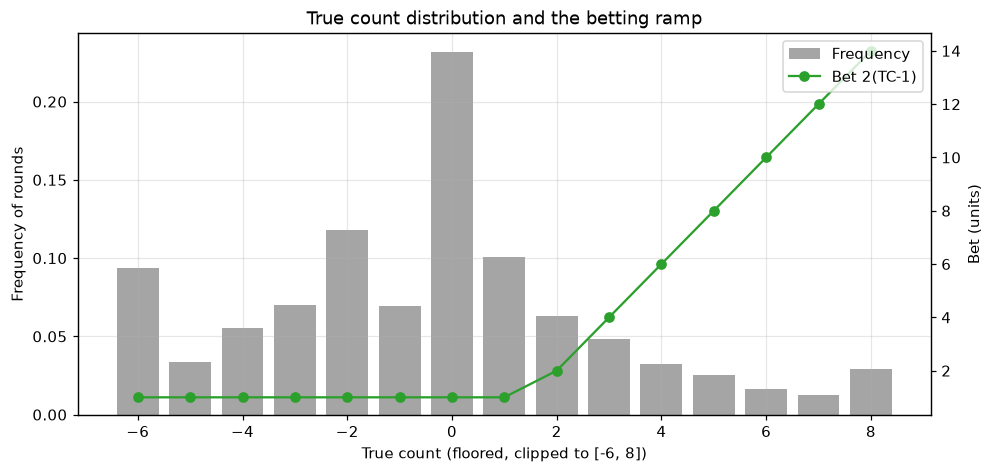 True count distribution and the betting ramp
Frequency
Bet 2(TC-1)
Frequency of rounds
0.20
0.15
0.10
0.05
0.00
14
12
10
8
6
4
2
Bet (units)
−6 −4 −2 0 2 4 6 8
True count (floored, clipped to [-6, 8])